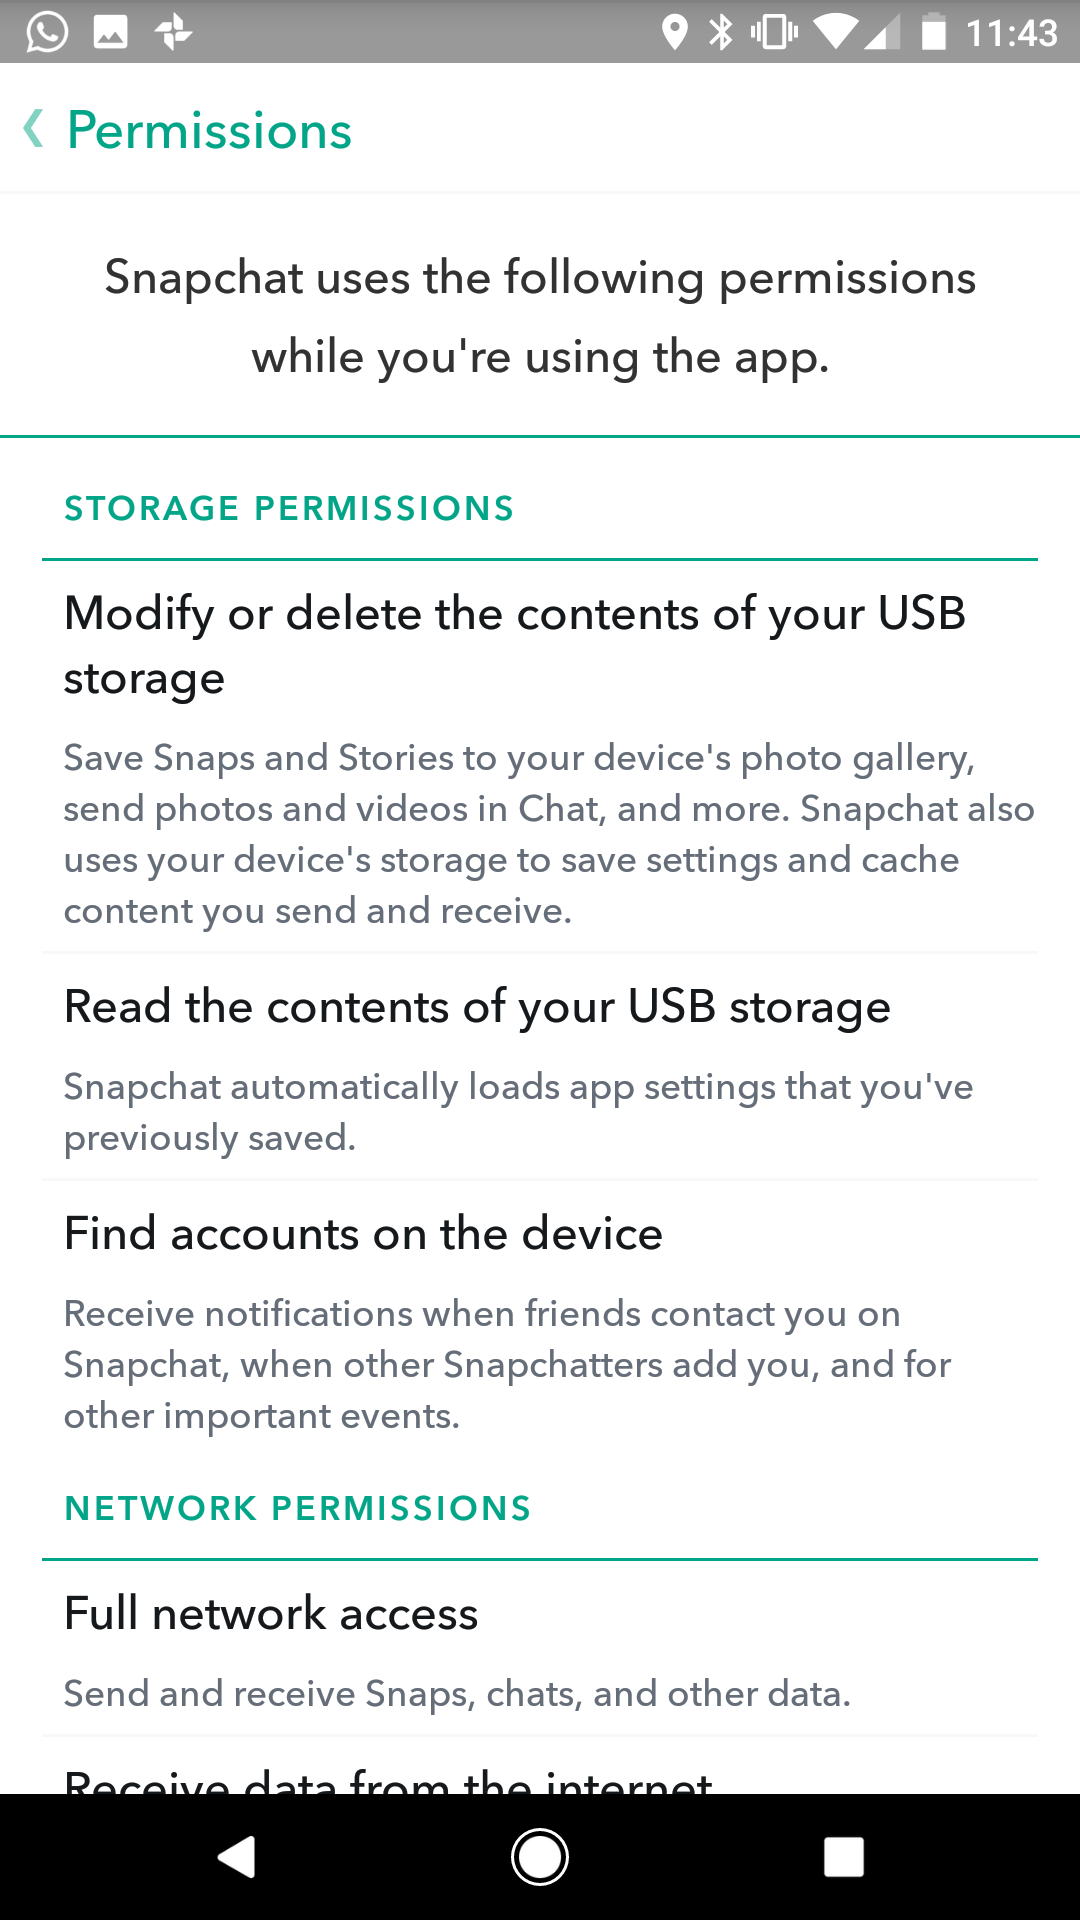 11:43
Permissions
Snapchat uses the following permissions
while you're using the app.
STORAGE PERMISSIONS
Modify or delete the contents of your USB
storage
Save Snaps and Stories to your device's photo gallery,
send photos and videos in Chat, and more. Snapchat also
uses your device's storage to save settings and cache
content you send and receive.
Read the contents of your USB storage
Snapchat automatically loads app settings that you've
previously saved.
Find accounts on the device
Receive notifications when friends contact you on
Snapchat, when other Snapchatters add you, and for
other important events.
NETWORK PERMISSIONS
Full network access
Send and receive Snaps, chats, and other data.
Receive data from the internet